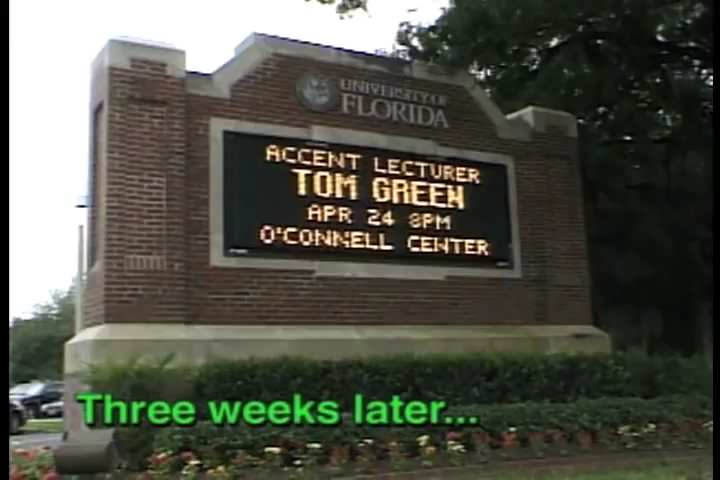 UNIVERSITY OF
FLORIDA
ACCENT LECTURER
TOM GREEN
APR 24 8PM
O'CONNELL CENTER
Three weeks later...